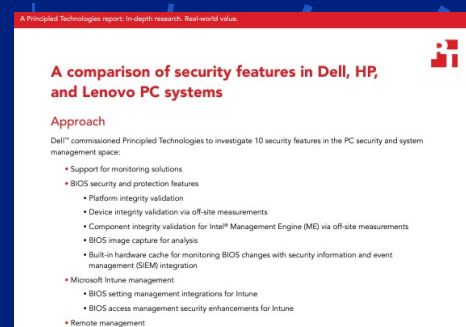 A Principled Technologies report: In-depth research. Real-world value.
A comparison of security features in Dell, HP,
and Lenovo PC systems
Approach
Dell™ commissioned Principled Technologies to investigate 10 security features in the PC security and system
management space:
• Support for monitoring solutions
• BIOS security and protection features
• Platform integrity validation
• Device integrity validation via off-site measurements
• Component integrity validation for Intel® Management Engine (ME) via off-site measurements
• BIOS image capture for analysis
• Built-in hardware cache for monitoring BIOS changes with security information and event
management (SIEM) integration
• Microsoft Intune management
• BIOS setting management integrations for Intune
• BIOS access management security enhancements for Intune
• Remote management